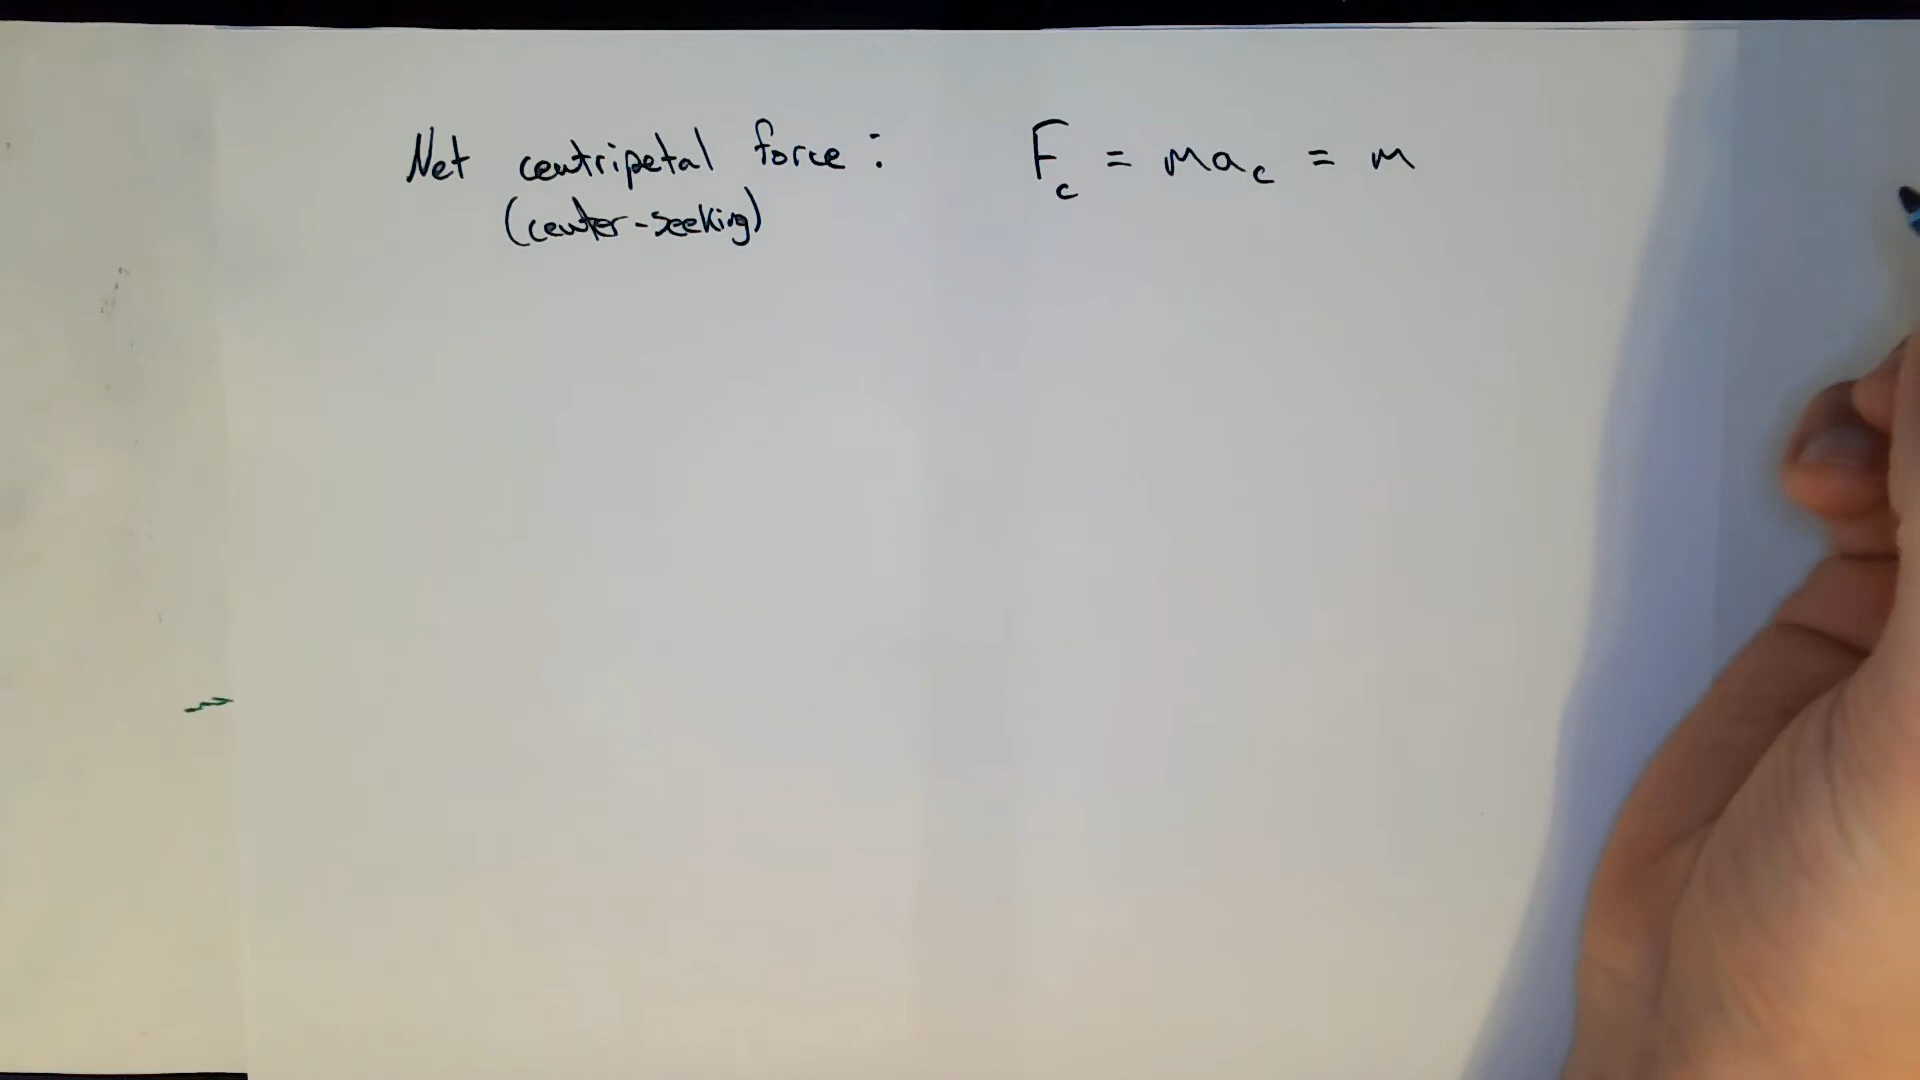 Net centripetal force: F_c = ma_c = m
(center-seeking)